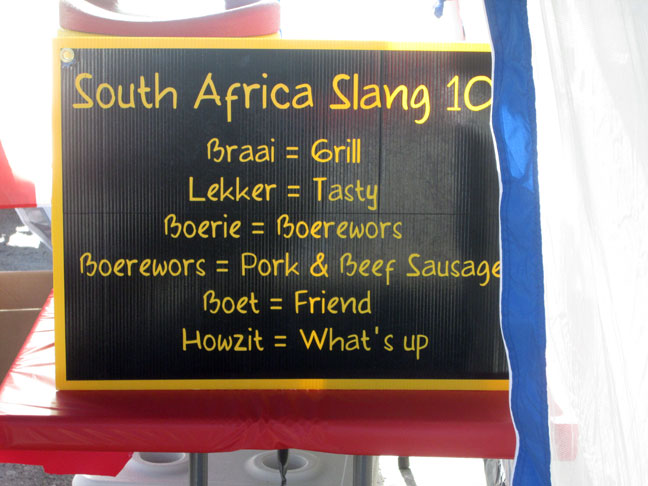 South Africa Slang 10
Braai = Grill
Lekker = Tasty
Boerie = Boerewors
Boerewors = Pork & Beef Sausage
Boet = Friend
Howzit = What's up